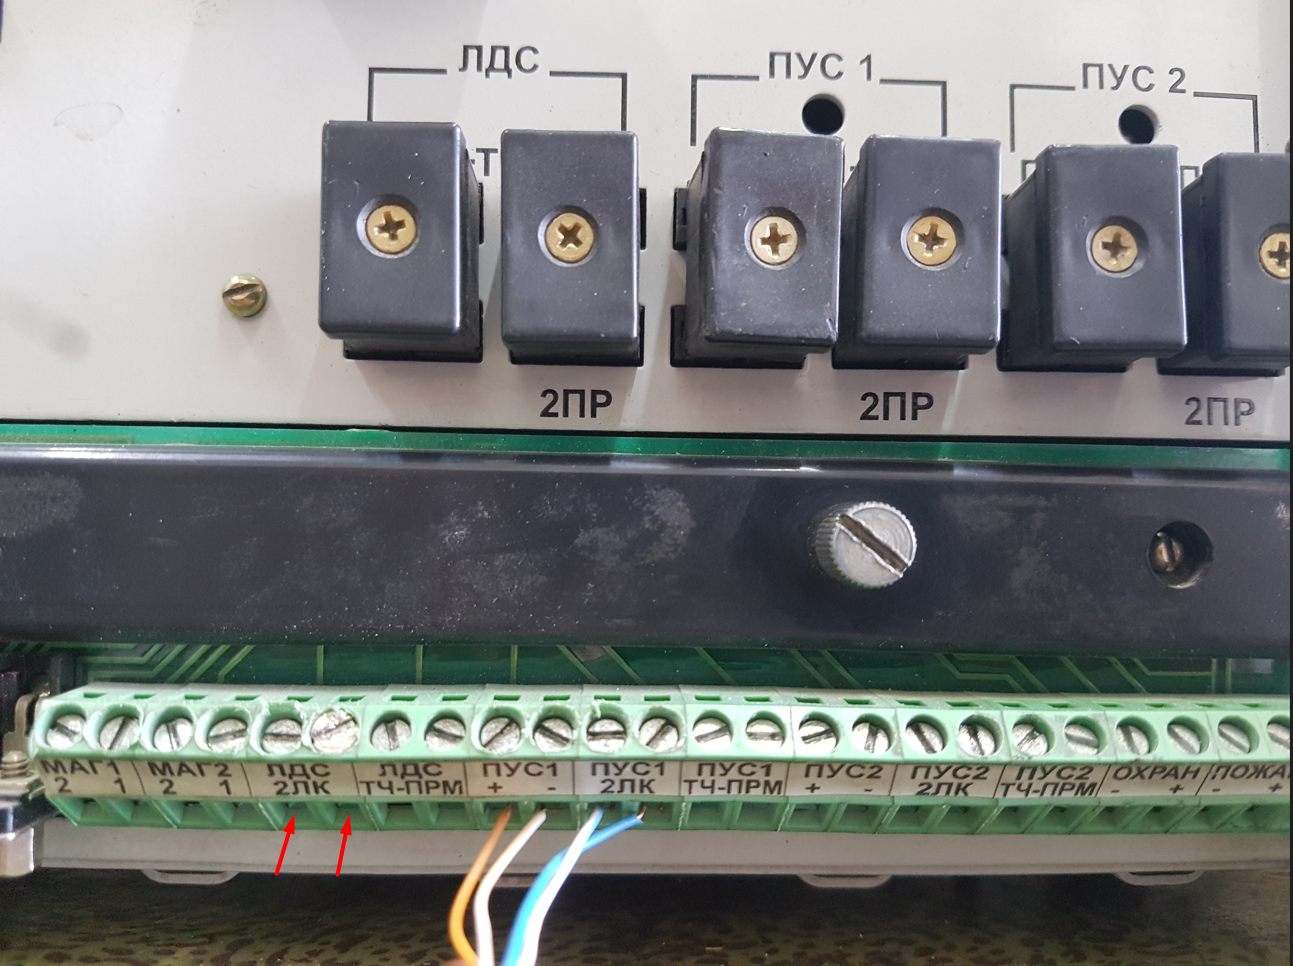 ЛДС
ПУС 1
ПУС 2
-Т
2ПР
2ПР
2ПР
МАГ1
2 1
МАГ2
2 1
ЛДС
2ЛК
ЛДС
ТЧ-ПРМ
ПУС1
+ -
ПУС1
2ЛК
ПУС1
ТЧ-ПРМ
ПУС2
+ -
ПУС2
2ЛК
ПУС2
ТЧ-ПРМ
ОХРАН
- +
ПОЖА
- +